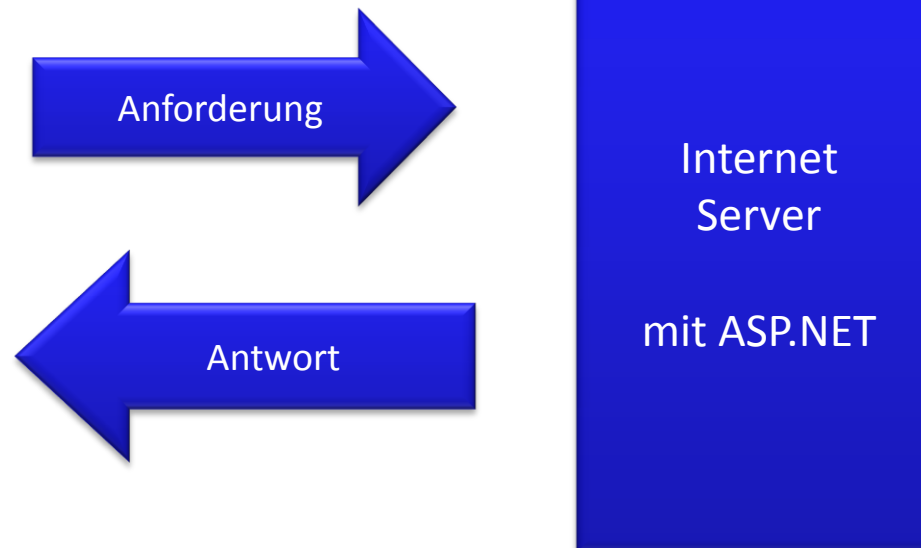 Anforderung
Internet
Server
mit ASP.NET
Antwort